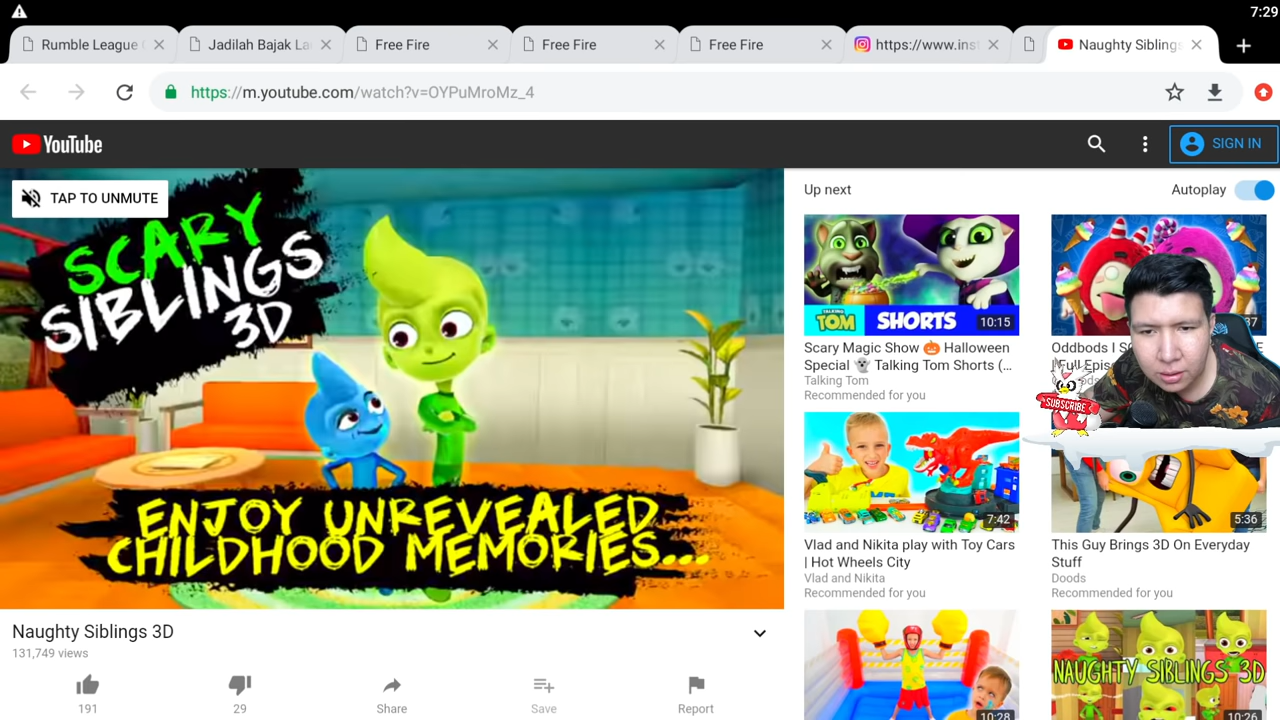 7:29
Rumble League
Jadilah Bajak La
Free Fire
Free Fire
Free Fire
https://www.ins
Naughty Siblings
https://m.youtube.com/watch?v=OYPuMroMz_4
YouTube
SIGN IN
TAP TO UNMUTE
SCARY
SIBLINGS
3D
ENJOY UNREVEALED
CHILDHOOD MEMORIES...
Naughty Siblings 3D
131,749 views
191
29
Share
Save
Report
Up next
Autoplay
TALKING
TOM
SHORTS
10:15
Scary Magic Show 🎃 Halloween
Special 👻 Talking Tom Shorts (...
Talking Tom
Recommended for you
37
Oddbods I
SUBSCRIBE
7:42
Vlad and Nikita play with Toy Cars
| Hot Wheels City
Vlad and Nikita
Recommended for you
5:36
This Guy Brings 3D On Everyday
Stuff
Doods
Recommended for you
10:28
NAUGHTY SIBLINGS 3D
10:26